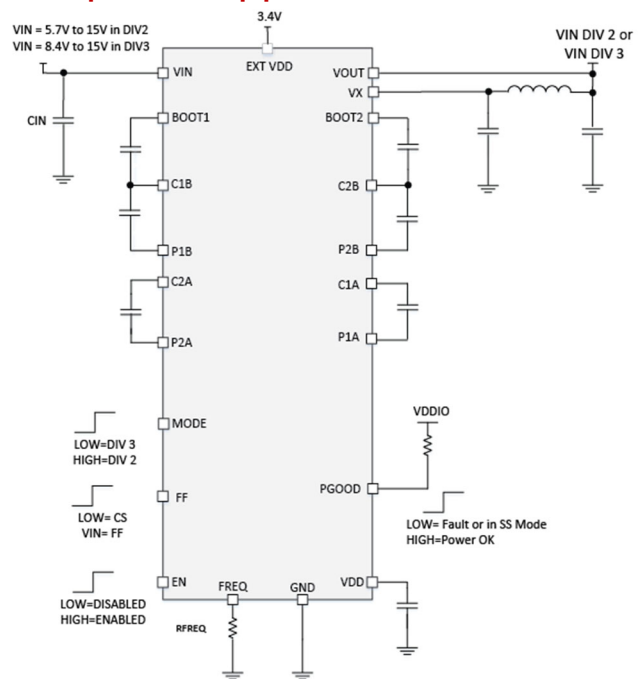 3.4V
VIN = 5.7V to 15V in DIV2
VIN = 8.4V to 15V in DIV3
VIN DIV 2 or
VIN DIV 3
EXT VDD
VIN
VOUT
VX
CIN
BOOT1
BOOT2
C1B
C2B
P1B
P2B
C2A
C1A
P2A
P1A
MODE
LOW=DIV 3
HIGH=DIV 2
VDDIO
FF
LOW= CS
VIN= FF
PGOOD
LOW= Fault or in SS Mode
HIGH=Power OK
EN
LOW=DISABLED
HIGH=ENABLED
FREQ
GND
VDD
RFREQ